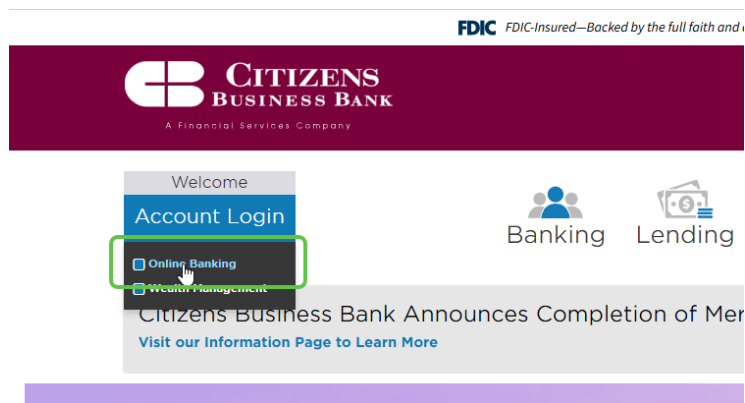 FDIC FDIC-Insured—Backed by the full faith and
CITIZENS
BUSINESS BANK
A Financial Services Company
Welcome
Account Login
Banking
Lending
Online Banking
Wealth Management
Citizens Business Bank Announces Completion of Mer
Visit our Information Page to Learn More